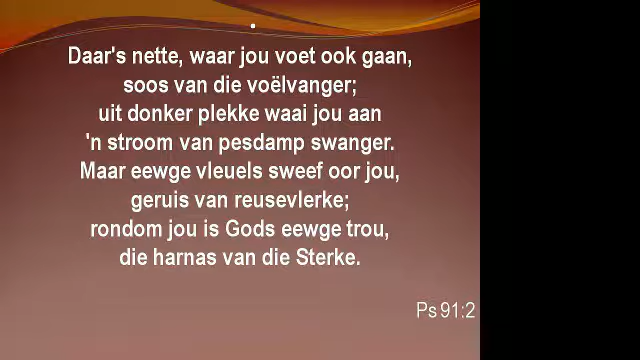 .
Daar's nette, waar jou voet ook gaan,
soos van die voëlvanger;
uit donker plekke waai jou aan
'n stroom van pesdamp swanger.
Maar eewge vleuels sweef oor jou,
geruis van reusevlerke;
rondom jou is Gods eewge trou,
die harnas van die Sterke.
Ps 91:2